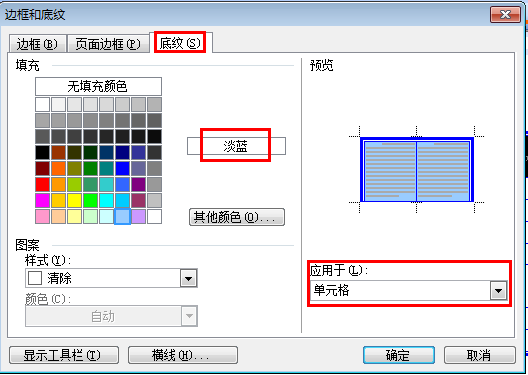 边框和底纹
边框(B) 页面边框(P) 底纹(S)
填充
无填充颜色
淡蓝
其他颜色(O)...
图案
样式(Y):
清除
颜色(C):
自动
预览
应用于(L):
单元格
显示工具栏(T) 横线(H)... 确定 取消